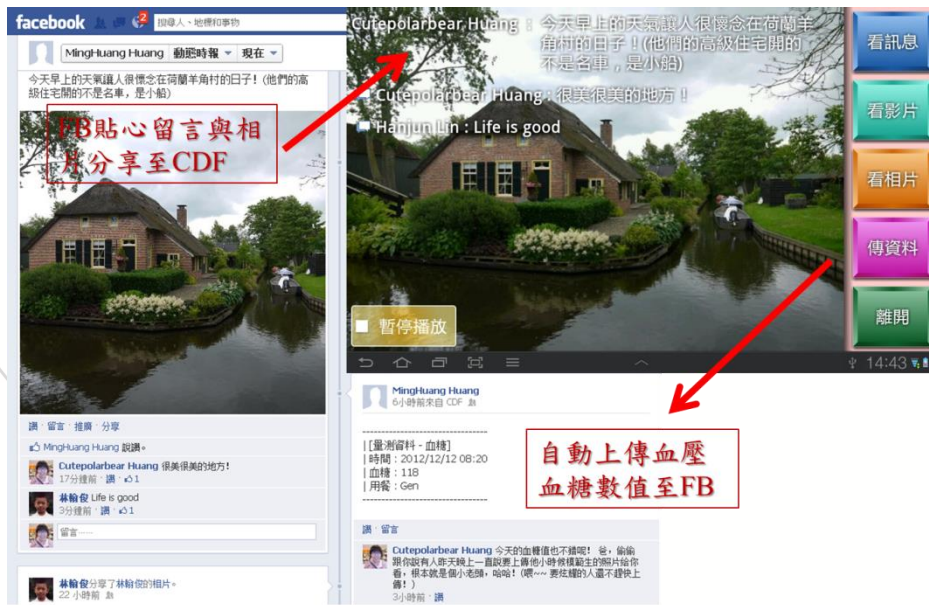 facebook
2
搜尋人、地標和事物
MingHuang Huang 動態時報 現在
今天早上的天氣讓人很懷念在荷蘭羊角村的日子！(他們的高
級住宅開的不是名車，是小船)
FB貼心留言與相
片分享至CDF
讚 · 留言 · 推廣 · 分享
MingHuang Huang 說讚。
Cutepolarbear Huang 很美很美的地方!
17分鐘前 · 讚 · 1
林翰俊 Life is good
3分鐘前 · 讚 · 1
留言……
林翰俊分享了林翰俊的相片。
22 小時前
Cutepolarbear Huang : 今天早上的天氣讓人很懷念在荷蘭羊
角村的日子！(他們的高級住宅開的
不是名車，是小船)
Cutepolarbear Huang : 很美很美的地方！
Hanjun Lin : Life is good
看訊息
看影片
看相片
傳資料
離開
暫停播放
14:43
MingHuang Huang
6小時前來自 CDF
--------------------------------
|[量測資料 - 血糖]
|時間：2012/12/12 08:20
|血糖：118
|用餐：Gen
--------------------------------
自動上傳血壓
血糖數值至FB
讚 · 留言
Cutepolarbear Huang 今天的血糖值也不錯呢！ 爸，偷偷
跟你說有人昨天晚上一直說要上傳他小時候模範生的照片給你
看，根本就是個小老頭，哈哈！(喂~~ 要炫耀的人還不趕快上
傳！)
3小時前 · 讚